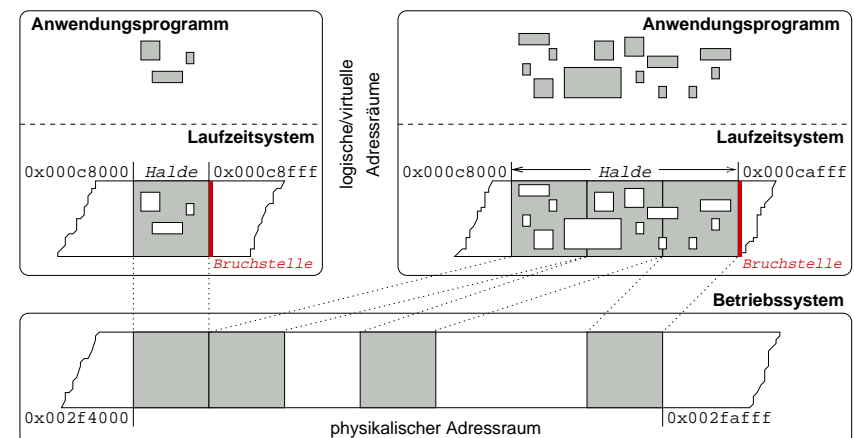 Anwendungsprogramm
Laufzeitsystem
0x000c8000 Halde 0x000c8fff
Bruchstelle
logische/virtuelle
Adressräume
Anwendungsprogramm
Laufzeitsystem
0x000c8000 Halde 0x000cafff
Bruchstelle
Betriebssystem
0x002f4000 0x002fafff
physikalischer Adressraum